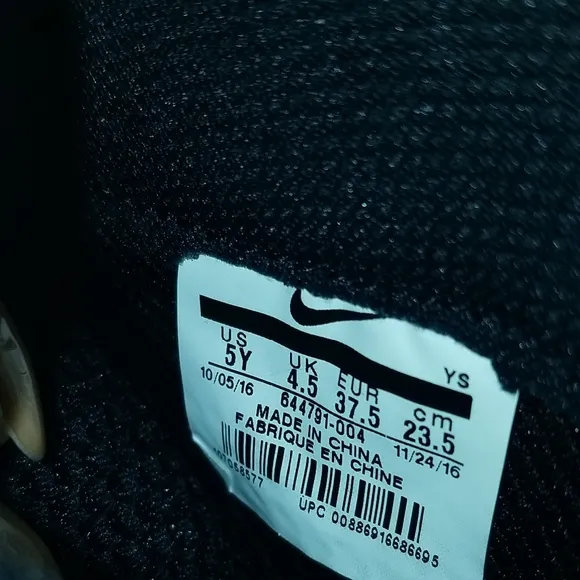 YS
US UK EUR cm
5Y 4.5 37.5 23.5
10/05/16 644791-004 11/24/16
MADE IN CHINA
FABRIQUE EN CHINE
UPC 00886916686695